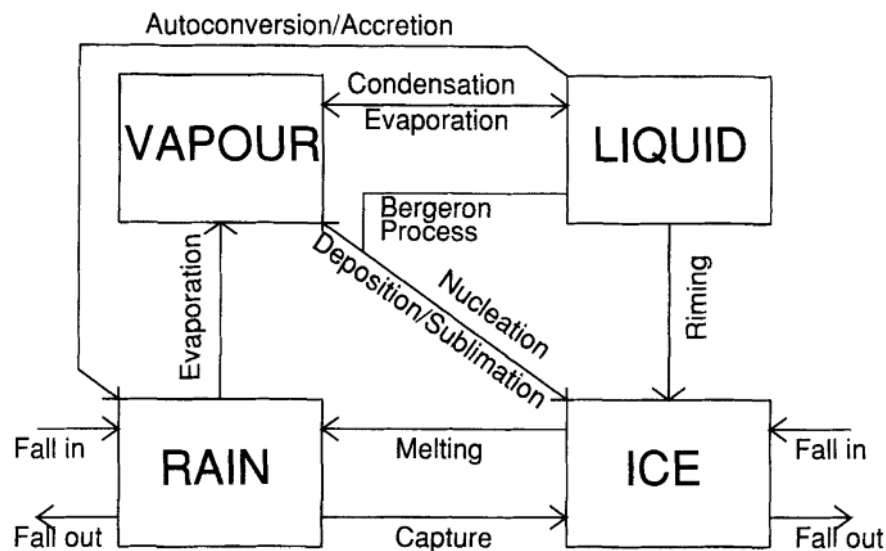 Autoconversion/Accretion
VAPOUR
Condensation
Evaporation
LIQUID
Bergeron
Process
Evaporation
Deposition/Sublimation
Nucleation
Riming
Fall in
RAIN
Melting
ICE
Fall in
Fall out
Capture
Fall out